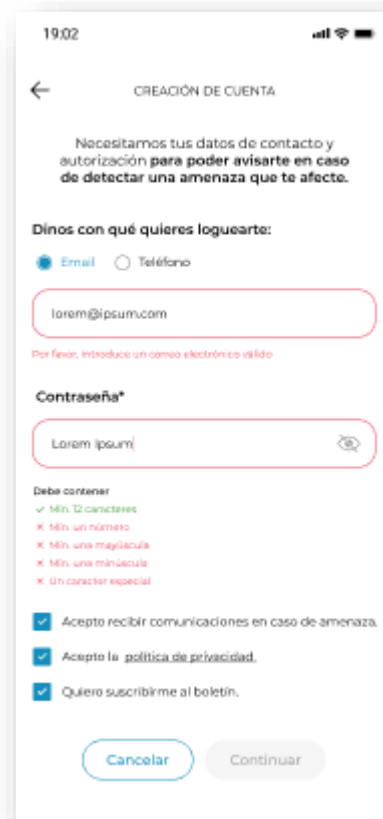 19:02
CREACIÓN DE CUENTA
Necesitamos tus datos de contacto y
autorización para poder avisarte en caso
de detectar una amenaza que te afecte.
Dinos con qué quieres loguearte:
Email Teléfono
lorem@ipsum.com
Por favor, introduce un correo electrónico válido
Contraseña*
Lorem Ipsum
Debe contener
Mín. 12 caracteres
Mín. un número
Mín. una mayúscula
Mín. una minúscula
Un caracter especial
Acepto recibir comunicaciones en caso de amenaza.
Acepto la política de privacidad.
Quiero suscribirme al boletín.
Cancelar Continuar